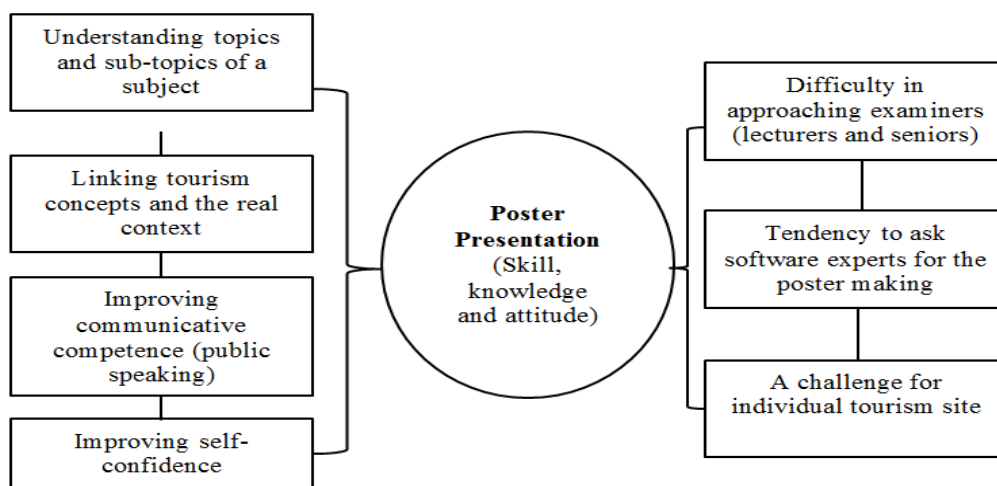 Understanding topics
and sub-topics of a
subject
Linking tourism
concepts and the real
context
Improving
communicative
competence (public
speaking)
Improving self-
confidence
Poster
Presentation
(Skill,
knowledge
and attitude)
Difficulty in
approaching examiners
(lecturers and seniors)
Tendency to ask
software experts for the
poster making
A challenge for
individual tourism site